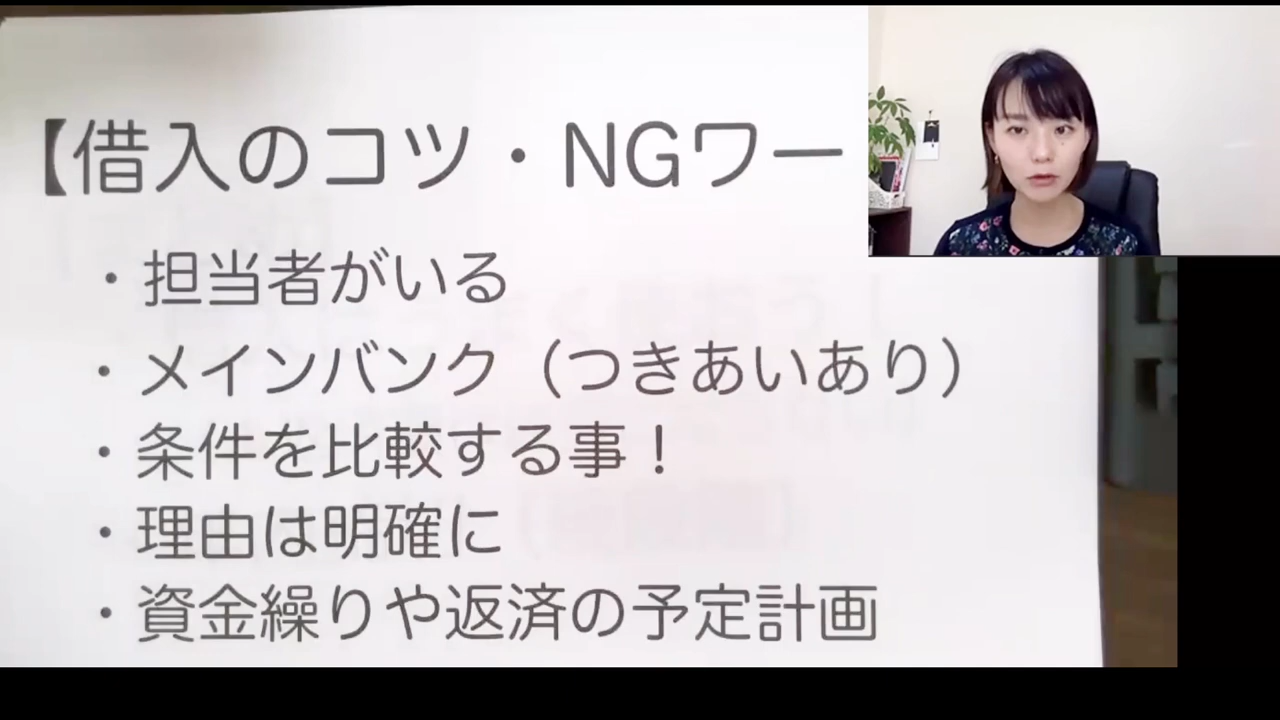 【借入のコツ・NGワー
・担当者がいる
・メインバンク（つきあいあり）
・条件を比較する事！
・理由は明確に
・資金繰りや返済の予定計画